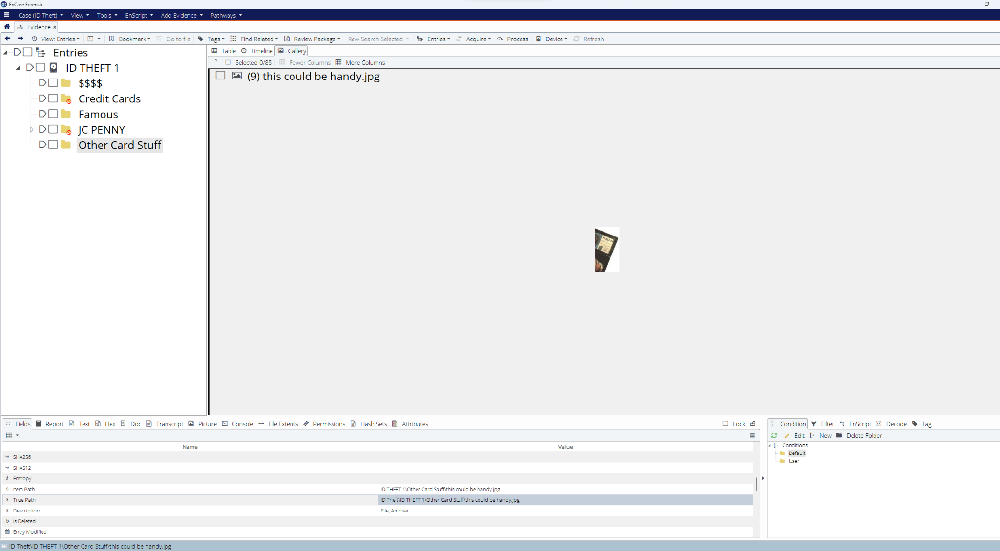 EnCase Forensic
Case (ID Theft) View Tools EnScript Add Evidence Pathways
Evidence
View: Entries Bookmark Go to file Tags Find Related Review Package Raw Search Selected Entries Acquire Process Device Refresh
Entries
ID THEFT 1
$$$$
Credit Cards
Famous
JC PENNY
Other Card Stuff
Table Timeline Gallery
Selected 0/85 Fewer Columns More Columns
(9) this could be handy.jpg
POLICE
Fields Report Text Hex Doc Transcript Picture Console File Extents Permissions Hash Sets Attributes Lock
Name Value
SHA256
SHA512
Entropy
Item Path ID THEFT 1\Other Card Stuff\this could be handy.jpg
True Path ID Theft\ID THEFT 1\Other Card Stuff\this could be handy.jpg
Description File, Archive
Is Deleted
Entry Modified
Condition Filter EnScript Decode Tag
Edit New Delete Folder
Conditions
Default
User
ID Theft\ID THEFT 1\Other Card Stuff\this could be handy.jpg